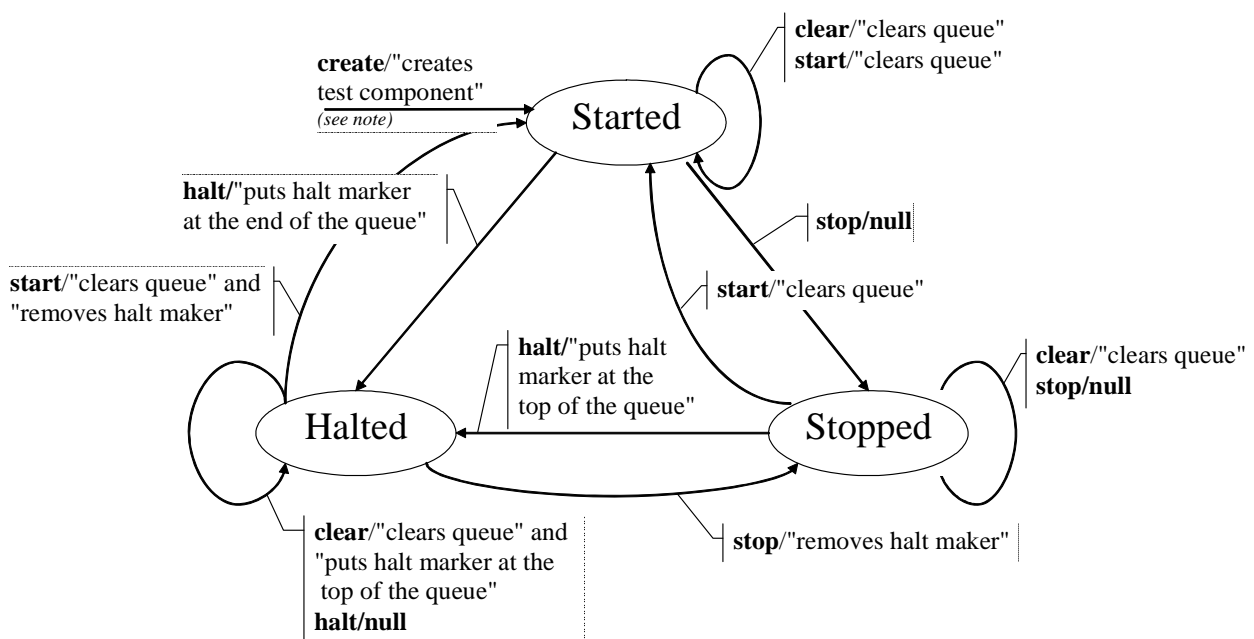 clear/"clears queue"
start/"clears queue"
create/"creates
test component"
(see note)
Started
halt/"puts halt marker
at the end of the queue"
stop/null
start/"clears queue" and
"removes halt maker"
start/"clears queue"
halt/"puts halt
marker at the
top of the queue"
clear/"clears queue"
stop/null
Halted
Stopped
clear/"clears queue" and
"puts halt marker at the
top of the queue"
halt/null
stop/"removes halt maker"